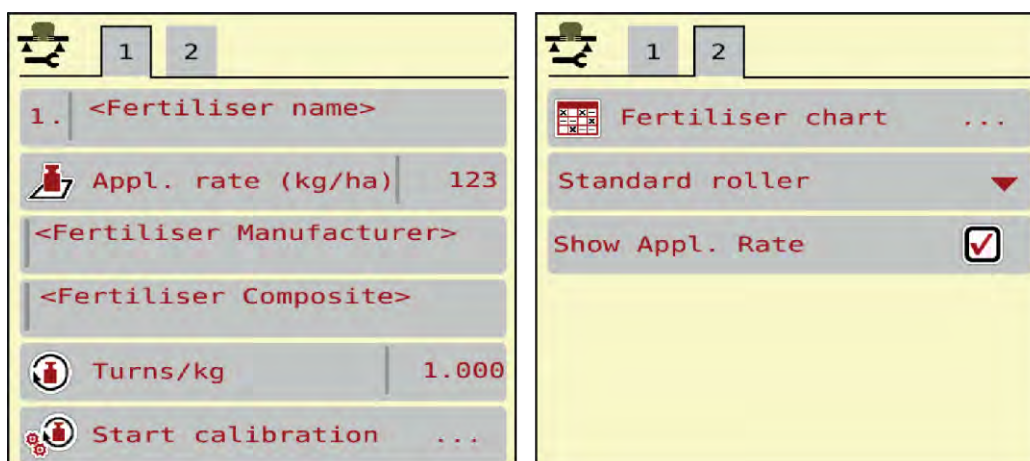 1 2
1. <Fertiliser name>
Appl. rate (kg/ha) 123
<Fertiliser Manufacturer>
<Fertiliser Composite>
Turns/kg 1.000
Start calibration ...
1 2
Fertiliser chart ...
Standard roller
Show Appl. Rate